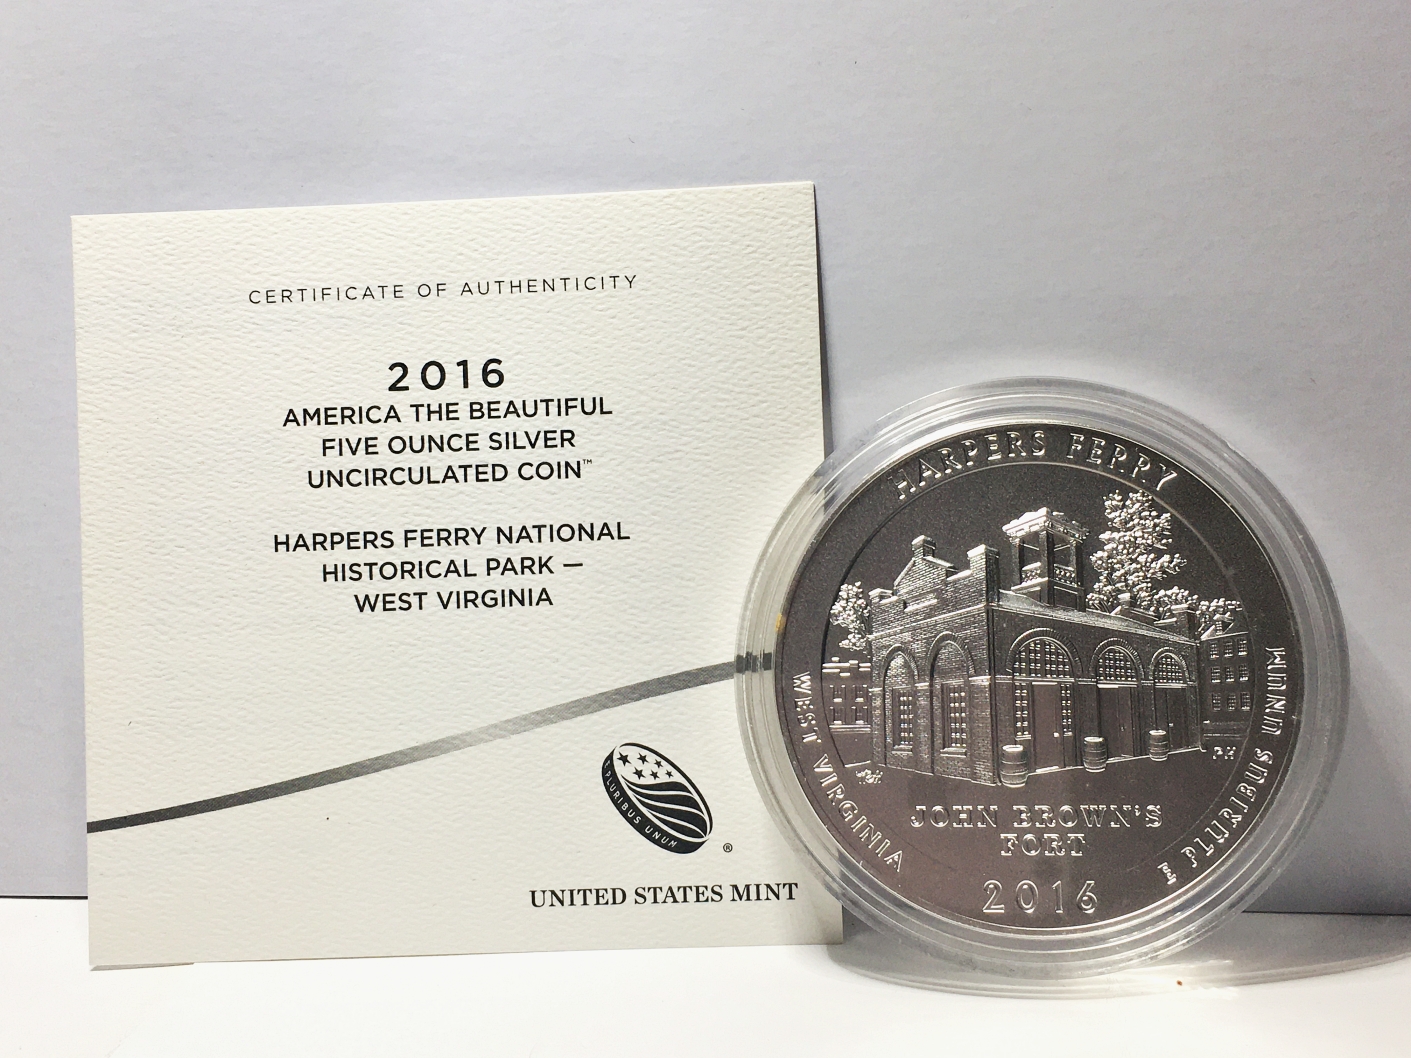 CERTIFICATE OF AUTHENTICITY
2016
AMERICA THE BEAUTIFUL
FIVE OUNCE SILVER
UNCIRCULATED COIN™
HARPERS FERRY NATIONAL
HISTORICAL PARK —
WEST VIRGINIA
E PLURIBUS UNUM
®
UNITED STATES MINT
HARPERS FERRY
WEST VIRGINIA
E PLURIBUS UNUM
PH
JOHN BROWN'S
FORT
2016